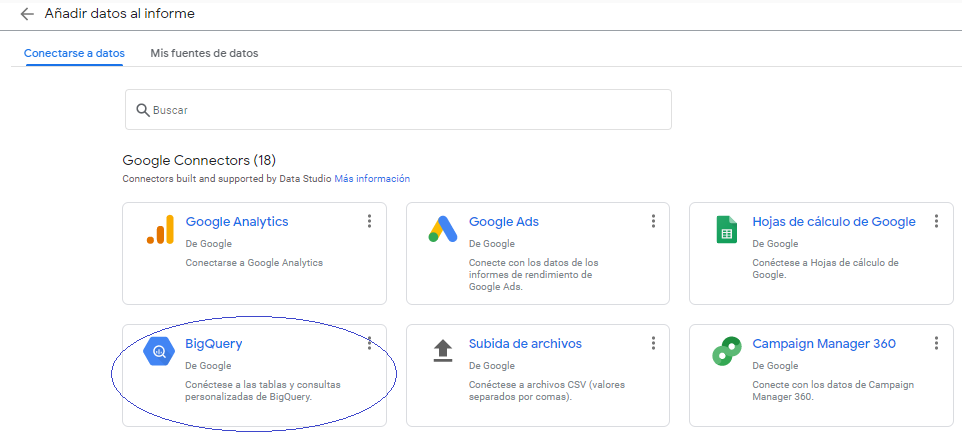 Añadir datos al informe
Conectarse a datos
Mis fuentes de datos
Buscar
Google Connectors (18)
Connectors built and supported by Data Studio Más información
Google Analytics
De Google
Conectarse a Google Analytics
Google Ads
De Google
Conecte con los datos de los
informes de rendimiento de
Google Ads.
Hojas de cálculo de Google
De Google
Conéctese a Hojas de cálculo de
Google.
BigQuery
De Google
Conéctese a las tablas y consultas
personalizadas de BigQuery.
Subida de archivos
De Google
Conéctese a archivos CSV (valores
separados por comas).
Campaign Manager 360
De Google
Conecte con los datos de Campaign
Manager 360.